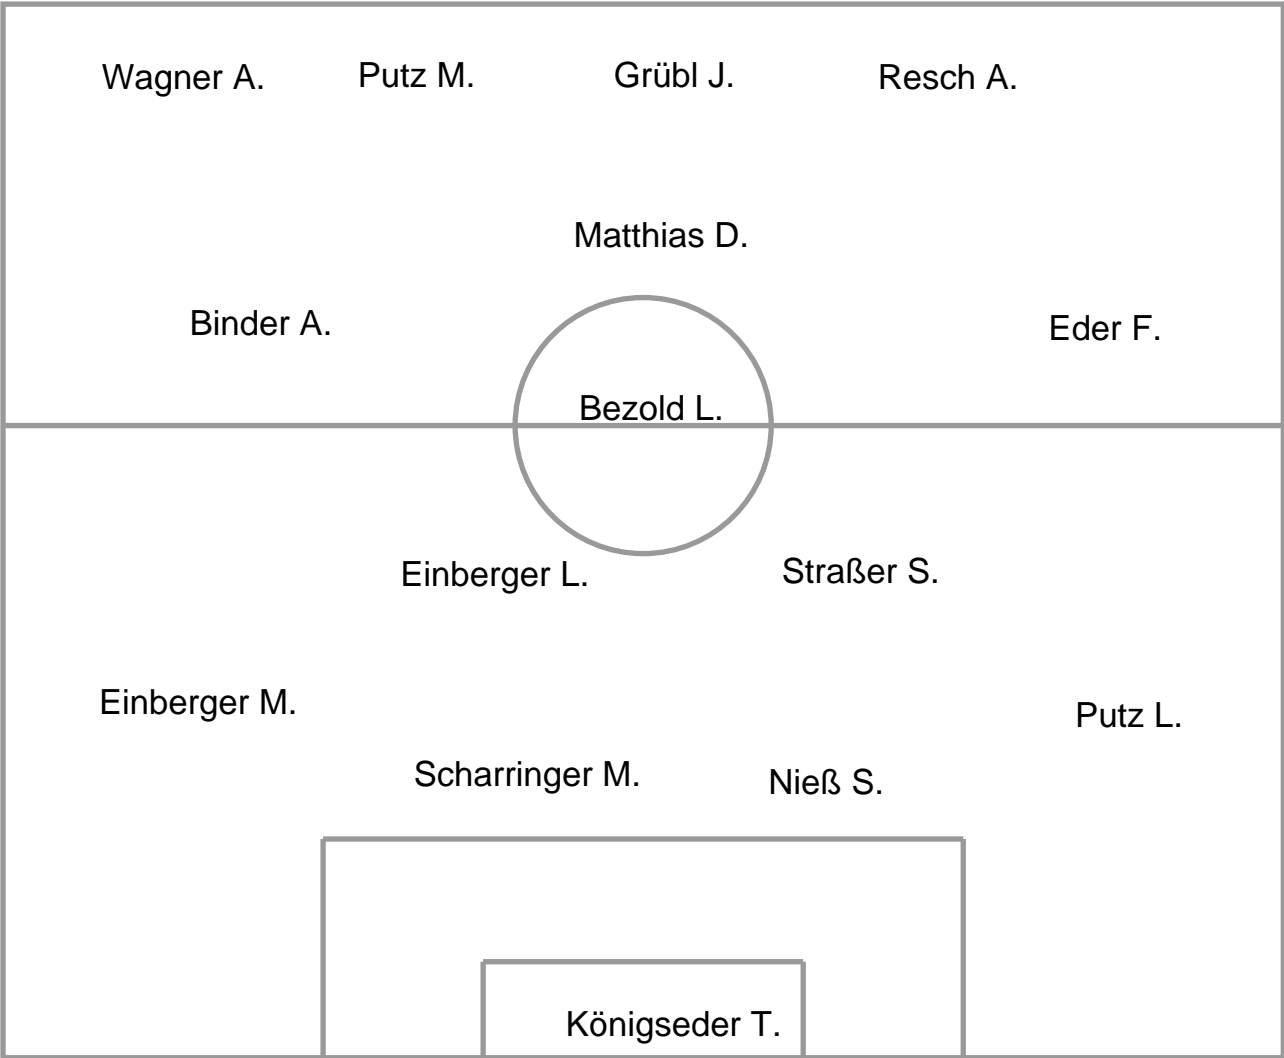 Wagner A.
Putz M.
Grübl J.
Resch A.
Matthias D.
Binder A.
Eder F.
Bezold L.
Einberger L.
Straßer S.
Einberger M.
Putz L.
Scharringer M.
Nieß S.
Königseder T.